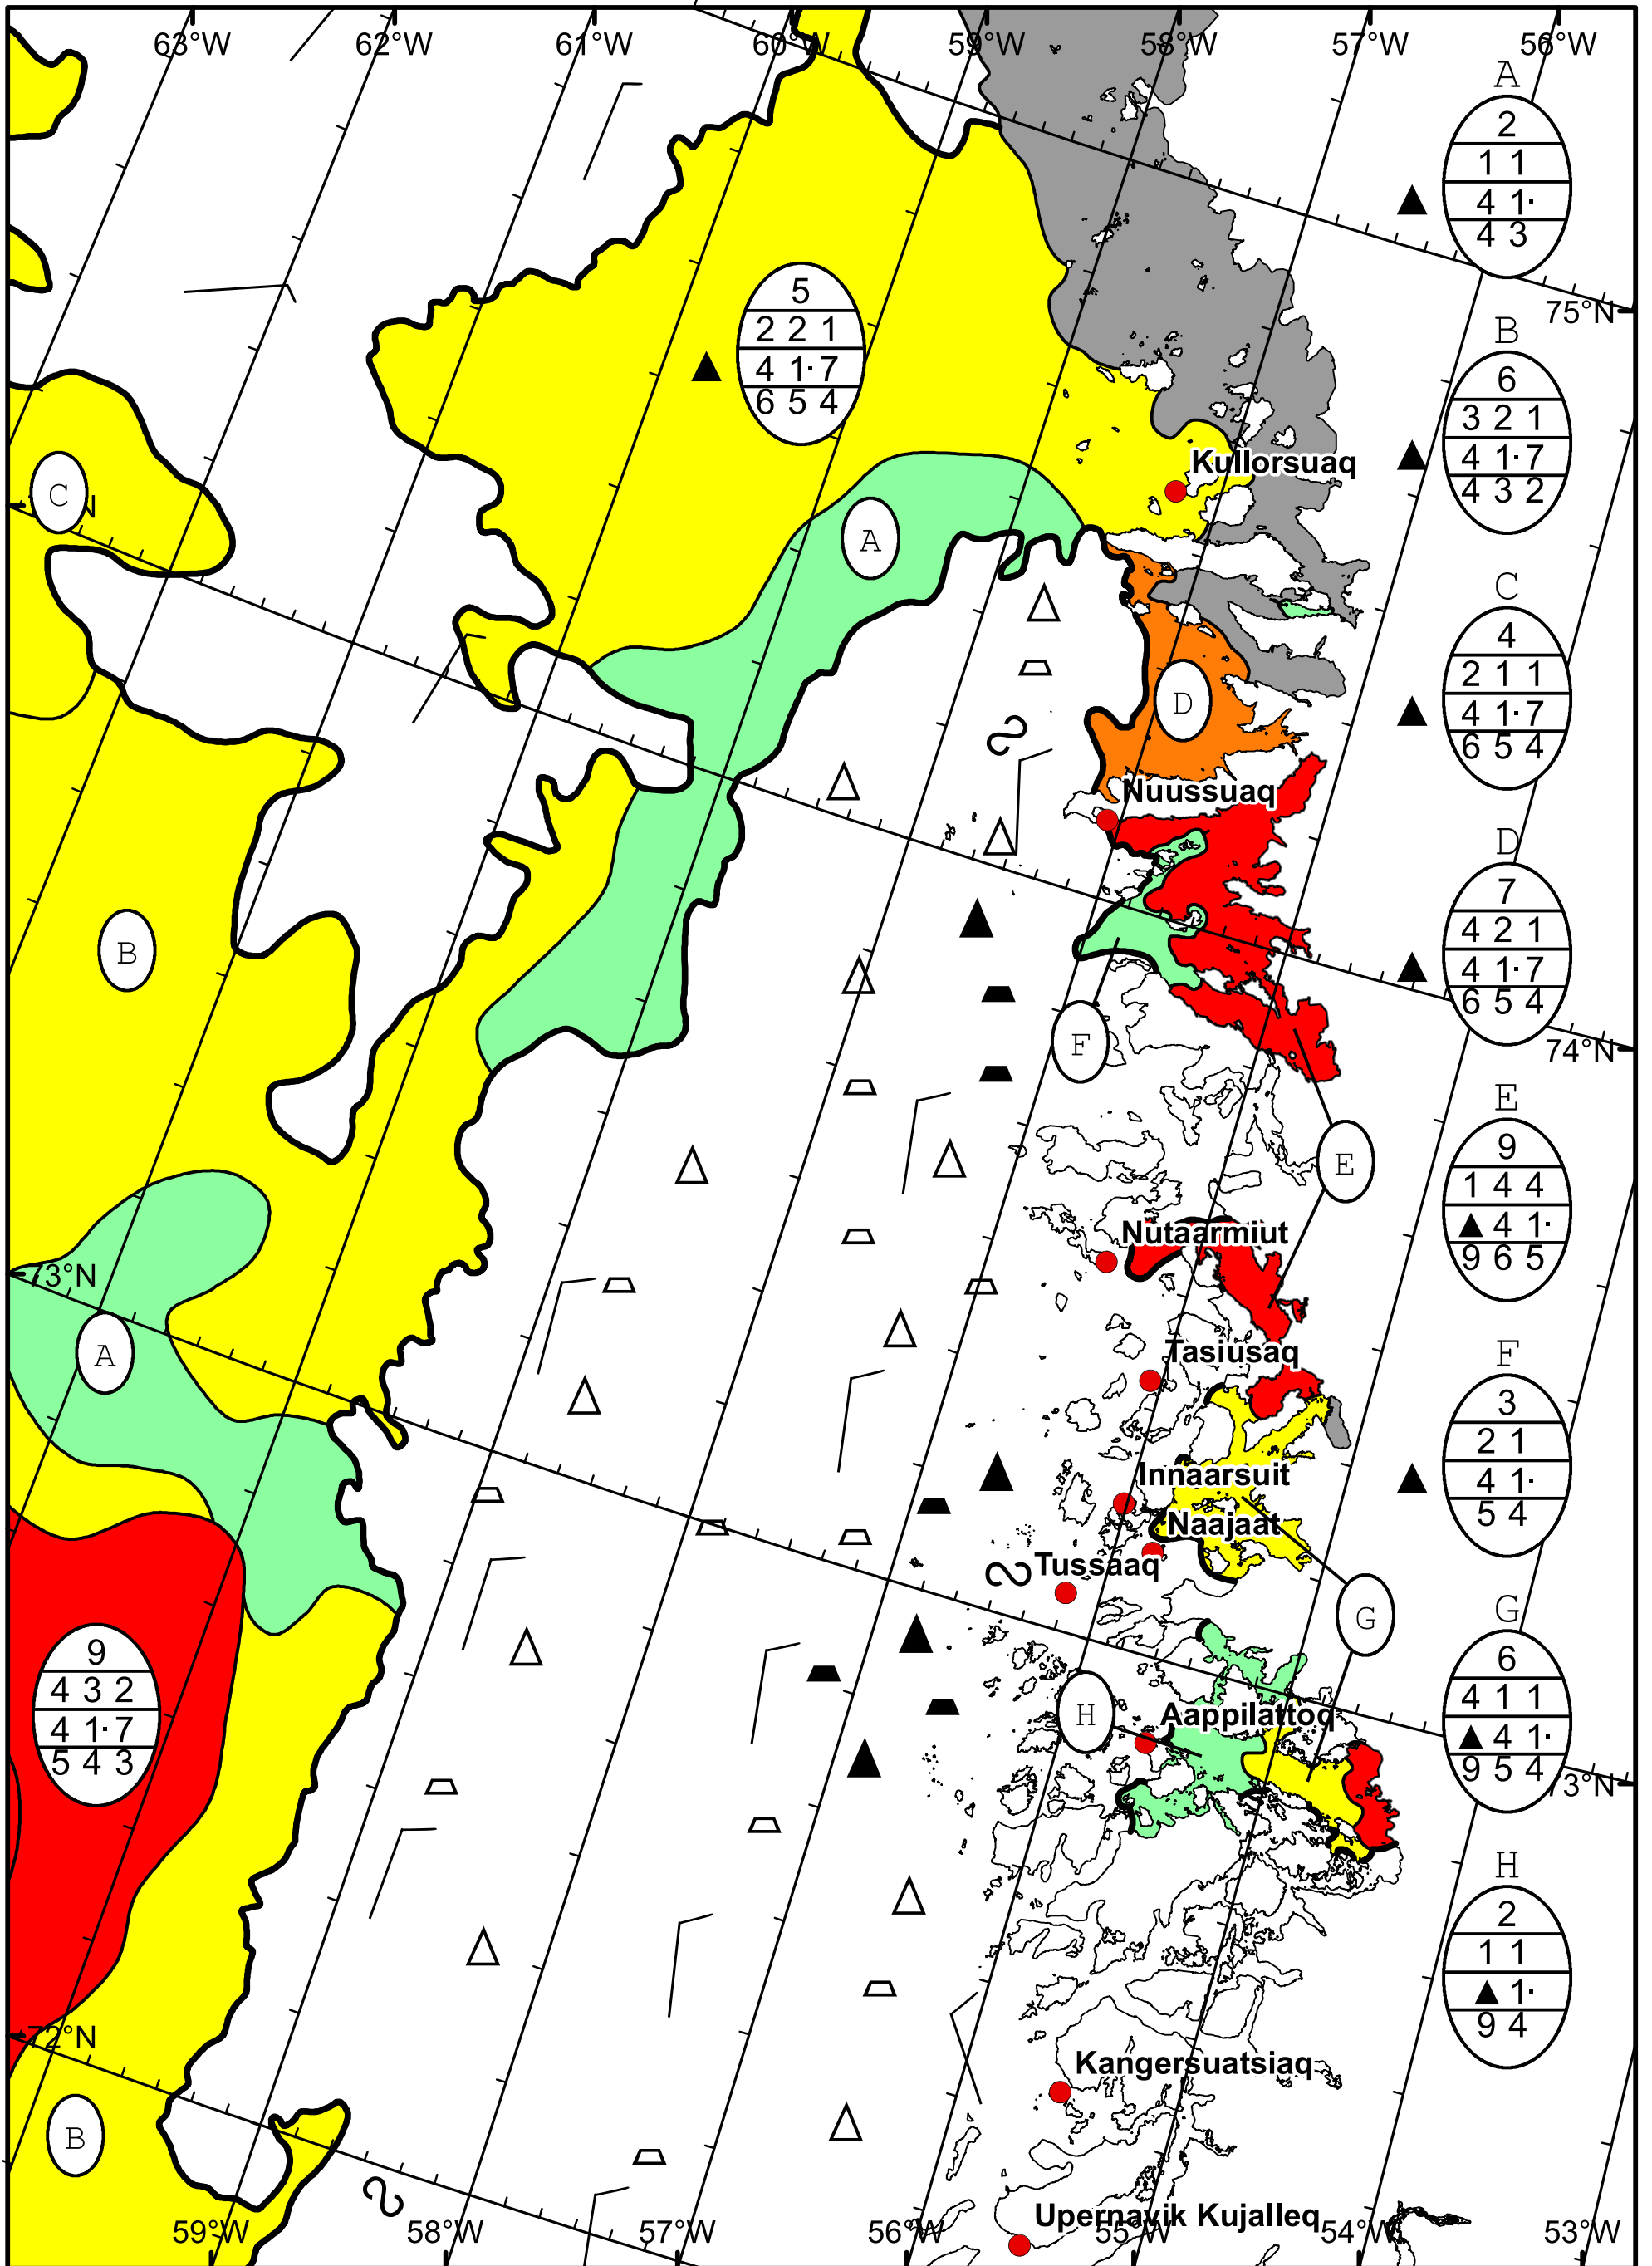 63°W 62°W 61°W 60°W 59°W 58°W 57°W 56°W
A
2
1 1
4 1·
4 3
75°N
5
2 2 1
4 1· 7
6 5 4
B
6
3 2 1
4 1· 7
4 3 2
Kullorsuaq
C
N
A
C
4
2 1 1
4 1· 7
6 5 4
D
Nuussuaq
D
7
4 2 1
4 1· 7
6 5 4
B
F
74°N
E
9
1 4 4
4 1·
9 6 5
E
Nutaarmiut
73°N
A
Tasiusaq
F
3
2 1
4 1·
5 4
Innaarsuit
Naajaat
Tussaaq
G
G
6
4 1 1
4 1·
9 5 4
9
4 3 2
4 1· 7
5 4 3
H
Aappilattoq
73°N
H
2
1 1
1·
9 4
72°N
Kangersuatsiaq
B
Upernavik Kujalleq
59°W 58°W 57°W 56°W 55°W 54°W 53°W